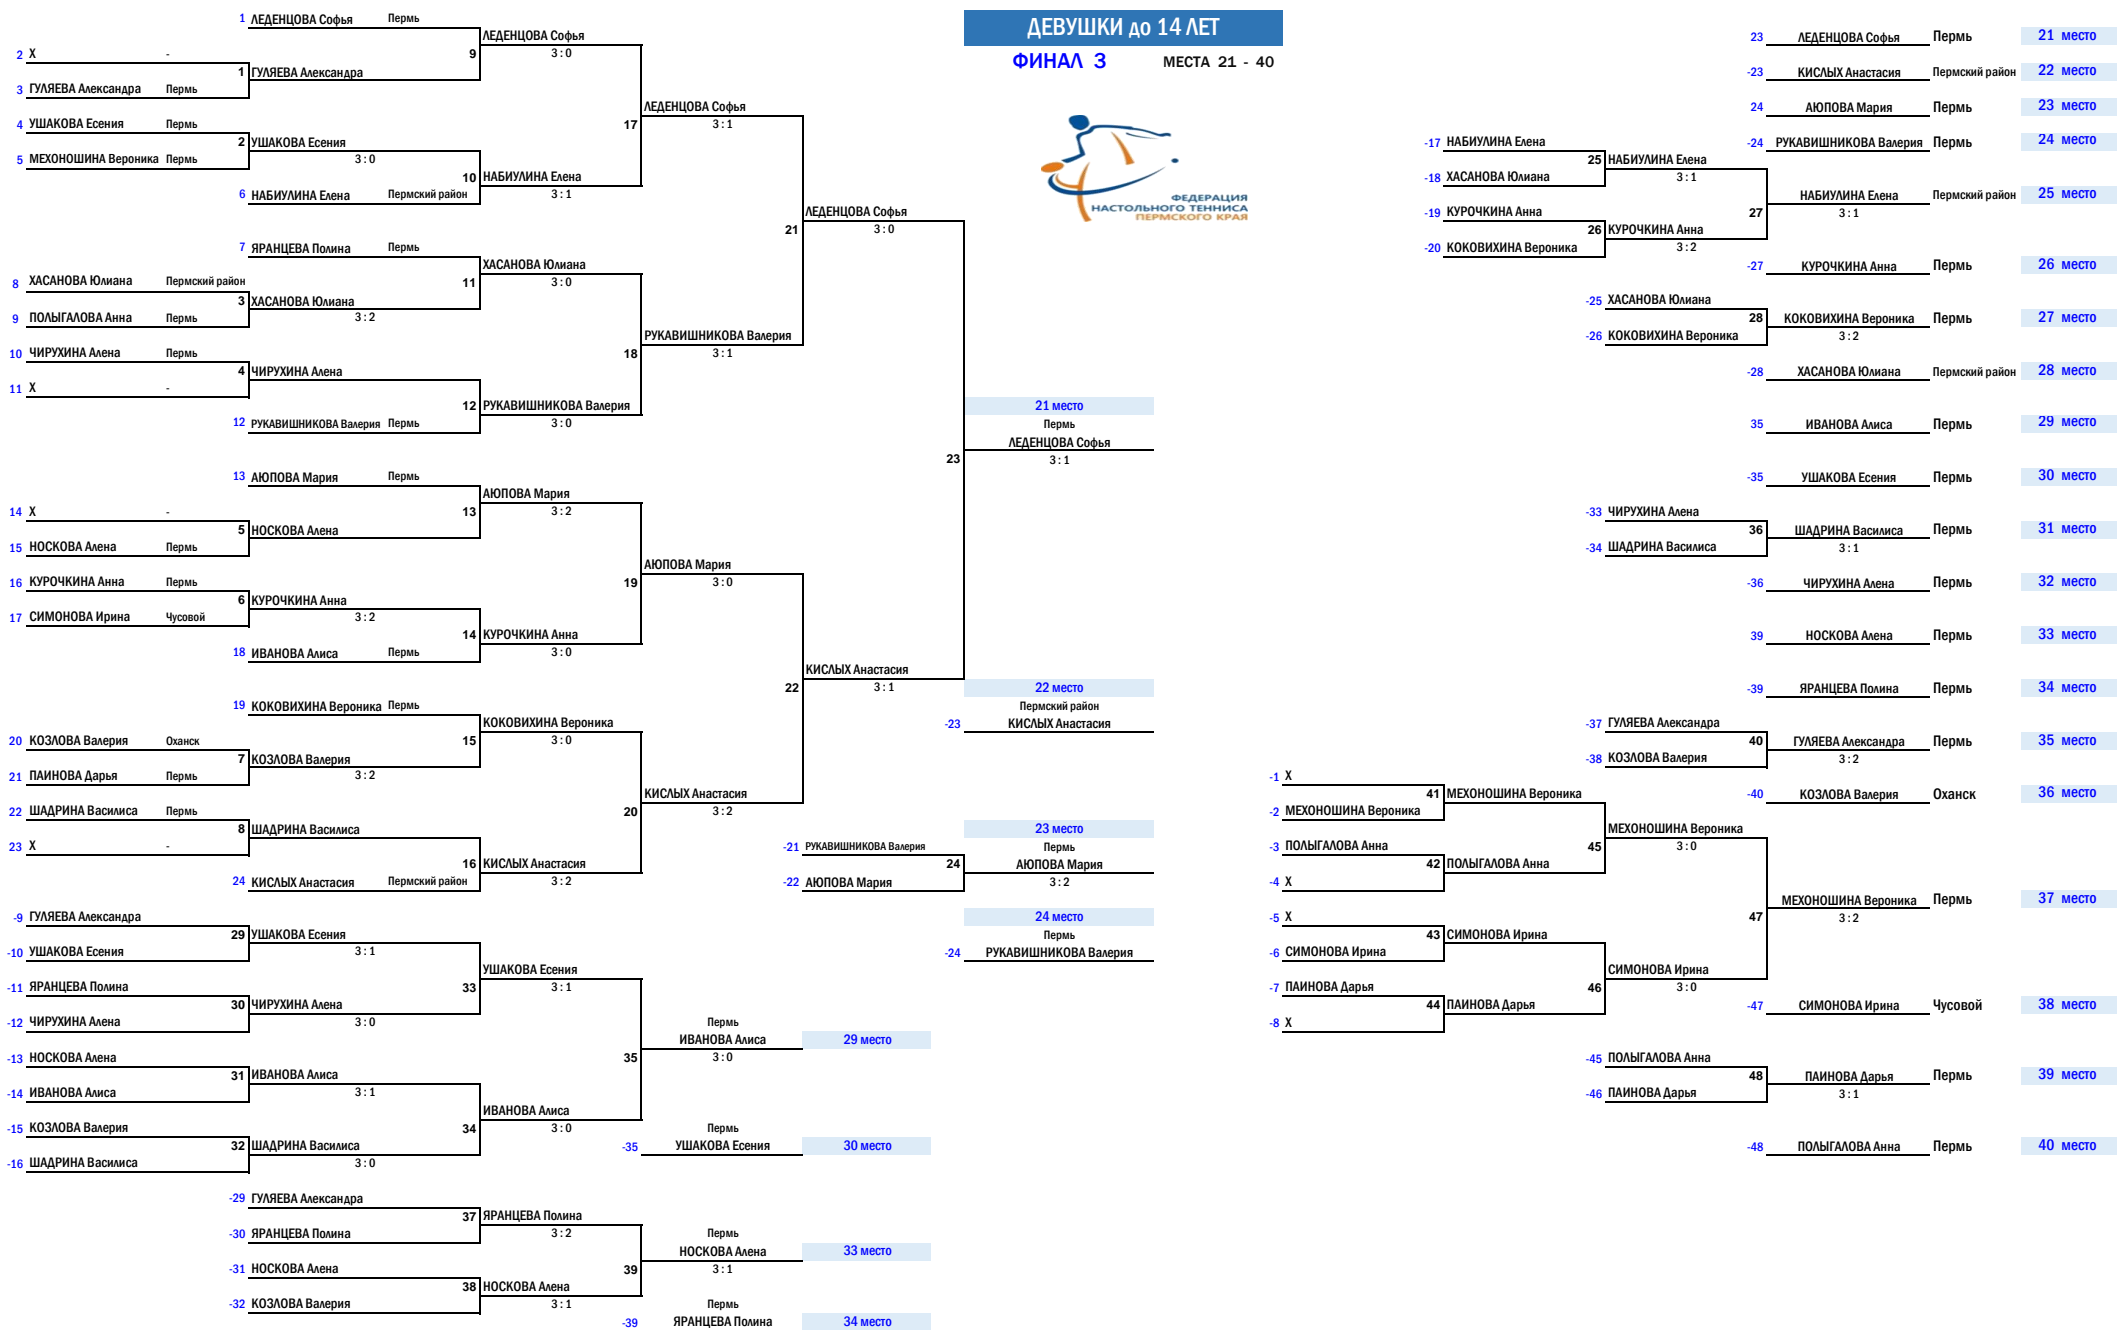 ДЕВУШКИ до 14 ЛЕТ
ФИНАЛ 3 МЕСТА 21 - 40
ФЕДЕРАЦИЯ
НАСТОЛЬНОГО ТЕННИСА
ПЕРМСКОГО КРАЯ
1 ЛЕДЕНЦОВА Софья Пермь
ЛЕДЕНЦОВА Софья
2 X -
9 3 : 0
1 ГУЛЯЕВА Александра
3 ГУЛЯЕВА Александра Пермь
ЛЕДЕНЦОВА Софья
4 УШАКОВА Есения Пермь
17 3 : 1
2 УШАКОВА Есения
5 МЕХОНОШИНА Вероника Пермь 3 : 0
10 НАБИУЛИНА Елена
6 НАБИУЛИНА Елена Пермский район 3 : 1
ЛЕДЕНЦОВА Софья
21 3 : 0
7 ЯРАНЦЕВА Полина Пермь
ХАСАНОВА Юлиана
8 ХАСАНОВА Юлиана Пермский район
11 3 : 0
3 ХАСАНОВА Юлиана
9 ПОЛЫГАЛОВА Анна Пермь 3 : 2
РУКАВИШНИКОВА Валерия
10 ЧИРУХИНА Алена Пермь
18 3 : 1
4 ЧИРУХИНА Алена
11 X -
12 РУКАВИШНИКОВА Валерия
12 РУКАВИШНИКОВА Валерия Пермь 3 : 0
21 место
Пермь
ЛЕДЕНЦОВА Софья
23 3 : 1
13 АЮПОВА Мария Пермь
АЮПОВА Мария
14 X -
13 3 : 2
5 НОСКОВА Алена
15 НОСКОВА Алена Пермь
АЮПОВА Мария
16 КУРОЧКИНА Анна Пермь
19 3 : 0
6 КУРОЧКИНА Анна
17 СИМОНОВА Ирина Чусовой 3 : 2
14 КУРОЧКИНА Анна
18 ИВАНОВА Алиса Пермь 3 : 0
КИСЛЫХ Анастасия
22 3 : 1
22 место
Пермский район
-23 КИСЛЫХ Анастасия
19 КОКОВИХИНА Вероника Пермь
КОКОВИХИНА Вероника
20 КОЗЛОВА Валерия Оханск
15 3 : 0
7 КОЗЛОВА Валерия
21 ПАИНОВА Дарья Пермь 3 : 2
КИСЛЫХ Анастасия
22 ШАДРИНА Василиса Пермь
20 3 : 2
8 ШАДРИНА Василиса
23 X -
16 КИСЛЫХ Анастасия
24 КИСЛЫХ Анастасия Пермский район 3 : 2
23 место
Пермь
-21 РУКАВИШНИКОВА Валерия
24 АЮПОВА Мария
-22 АЮПОВА Мария 3 : 2
24 место
Пермь
-24 РУКАВИШНИКОВА Валерия
-9 ГУЛЯЕВА Александра
29 УШАКОВА Есения
-10 УШАКОВА Есения 3 : 1
УШАКОВА Есения
-11 ЯРАНЦЕВА Полина
33 3 : 1
30 ЧИРУХИНА Алена
-12 ЧИРУХИНА Алена 3 : 0
Пермь
ИВАНОВА Алиса 29 место
35 3 : 0
-13 НОСКОВА Алена
31 ИВАНОВА Алиса
-14 ИВАНОВА Алиса 3 : 1
ИВАНОВА Алиса
-15 КОЗЛОВА Валерия
34 3 : 0
32 ШАДРИНА Василиса
-16 ШАДРИНА Василиса 3 : 0
Пермь
-35 УШАКОВА Есения 30 место
-29 ГУЛЯЕВА Александра
37 ЯРАНЦЕВА Полина
-30 ЯРАНЦЕВА Полина 3 : 2
Пермь
НОСКОВА Алена 33 место
39 3 : 1
-31 НОСКОВА Алена
38 НОСКОВА Алена
-32 КОЗЛОВА Валерия 3 : 1
Пермь
-39 ЯРАНЦЕВА Полина 34 место
23 ЛЕДЕНЦОВА Софья Пермь 21 место
-23 КИСЛЫХ Анастасия Пермский район 22 место
24 АЮПОВА Мария Пермь 23 место
-24 РУКАВИШНИКОВА Валерия Пермь 24 место
-17 НАБИУЛИНА Елена
25 НАБИУЛИНА Елена
-18 ХАСАНОВА Юлиана 3 : 1
НАБИУЛИНА Елена Пермский район 25 место
27 3 : 1
-19 КУРОЧКИНА Анна
26 КУРОЧКИНА Анна
-20 КОКОВИХИНА Вероника 3 : 2
-27 КУРОЧКИНА Анна Пермь 26 место
-25 ХАСАНОВА Юлиана
28 КОКОВИХИНА Вероника Пермь 27 место
-26 КОКОВИХИНА Вероника 3 : 2
-28 ХАСАНОВА Юлиана Пермский район 28 место
35 ИВАНОВА Алиса Пермь 29 место
-35 УШАКОВА Есения Пермь 30 место
-33 ЧИРУХИНА Алена
36 ШАДРИНА Василиса Пермь 31 место
-34 ШАДРИНА Василиса 3 : 1
-36 ЧИРУХИНА Алена Пермь 32 место
39 НОСКОВА Алена Пермь 33 место
-39 ЯРАНЦЕВА Полина Пермь 34 место
-37 ГУЛЯЕВА Александра
40 ГУЛЯЕВА Александра Пермь 35 место
-38 КОЗЛОВА Валерия 3 : 2
-40 КОЗЛОВА Валерия Оханск 36 место
-1 X
41 МЕХОНОШИНА Вероника
-2 МЕХОНОШИНА Вероника
МЕХОНОШИНА Вероника
-3 ПОЛЫГАЛОВА Анна
45 3 : 0
42 ПОЛЫГАЛОВА Анна
-4 X
МЕХОНОШИНА Вероника Пермь 37 место
47 3 : 2
-5 X
43 СИМОНОВА Ирина
-6 СИМОНОВА Ирина
СИМОНОВА Ирина
-7 ПАИНОВА Дарья
46 3 : 0
44 ПАИНОВА Дарья
-8 X
-47 СИМОНОВА Ирина Чусовой 38 место
-45 ПОЛЫГАЛОВА Анна
48 ПАИНОВА Дарья Пермь 39 место
-46 ПАИНОВА Дарья 3 : 1
-48 ПОЛЫГАЛОВА Анна Пермь 40 место